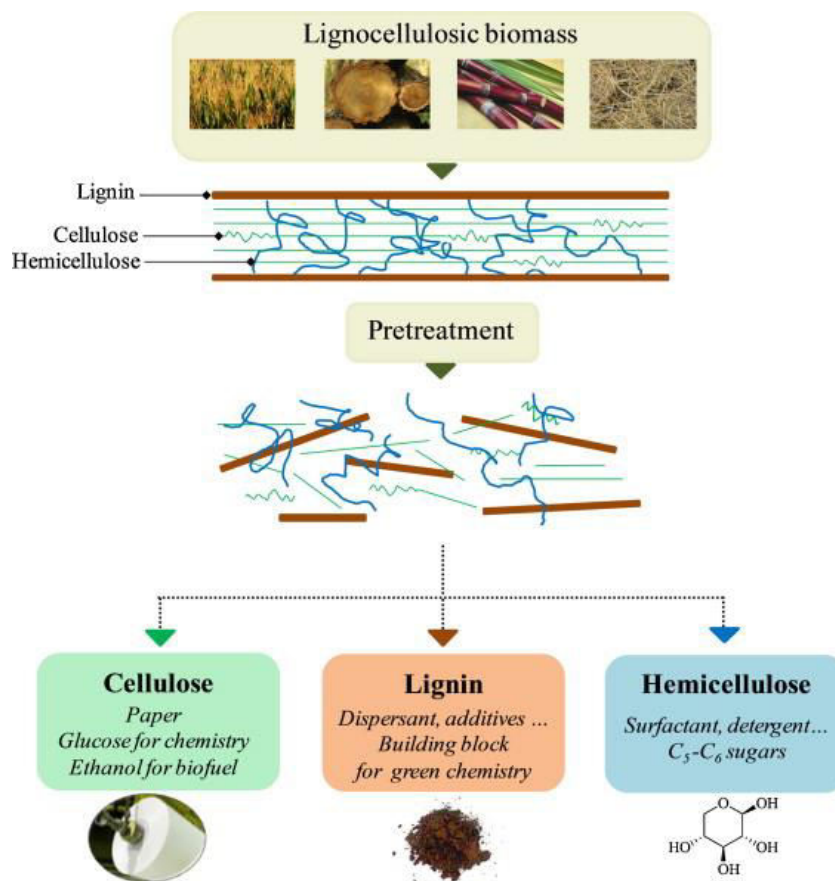 Lignocellulosic biomass
Lignin
Cellulose
Hemicellulose
Pretreatment
Cellulose
Paper
Glucose for chemistry
Ethanol for biofuel
Lignin
Dispersant, additives ...
Building block
for green chemistry
Hemicellulose
Surfactant, detergent...
C₅-C₆ sugars
O
OH
HO
OH
OH